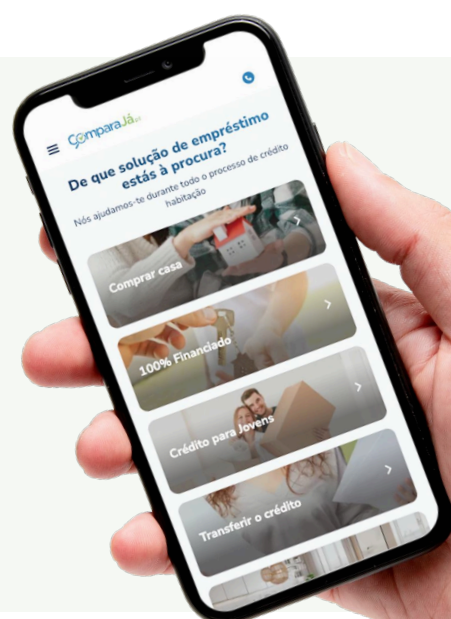 ComparaJá.pt
De que solução de empréstimo
estás à procura?
Nós ajudamos-te durante todo o processo de crédito
habitação
Comprar casa
100% Financiado
Crédito para Jovens
Transferir o crédito